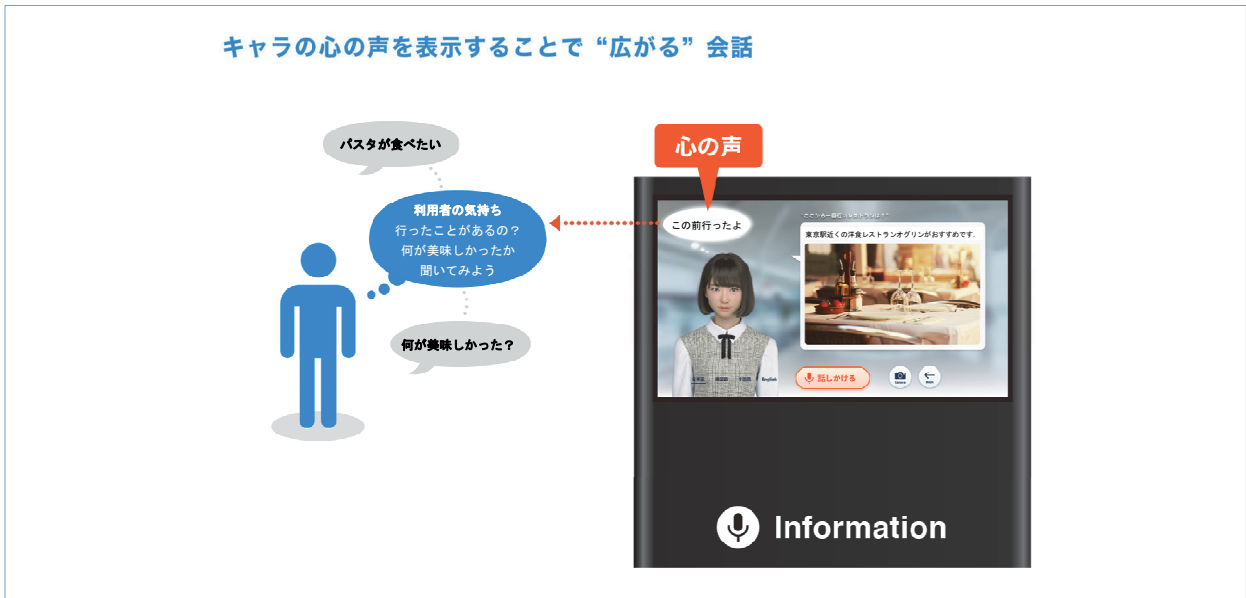 キャラの心の声を表示することで“広がる”会話
パスタが食べたい
心の声
利用者の気持ち
行ったことがあるの？
何が美味しかったか
聞いてみよう
この前行ったよ
東京駅近くの洋食レストランオグリンがおすすめです.
何が美味しかった？
English
話しかける
Information